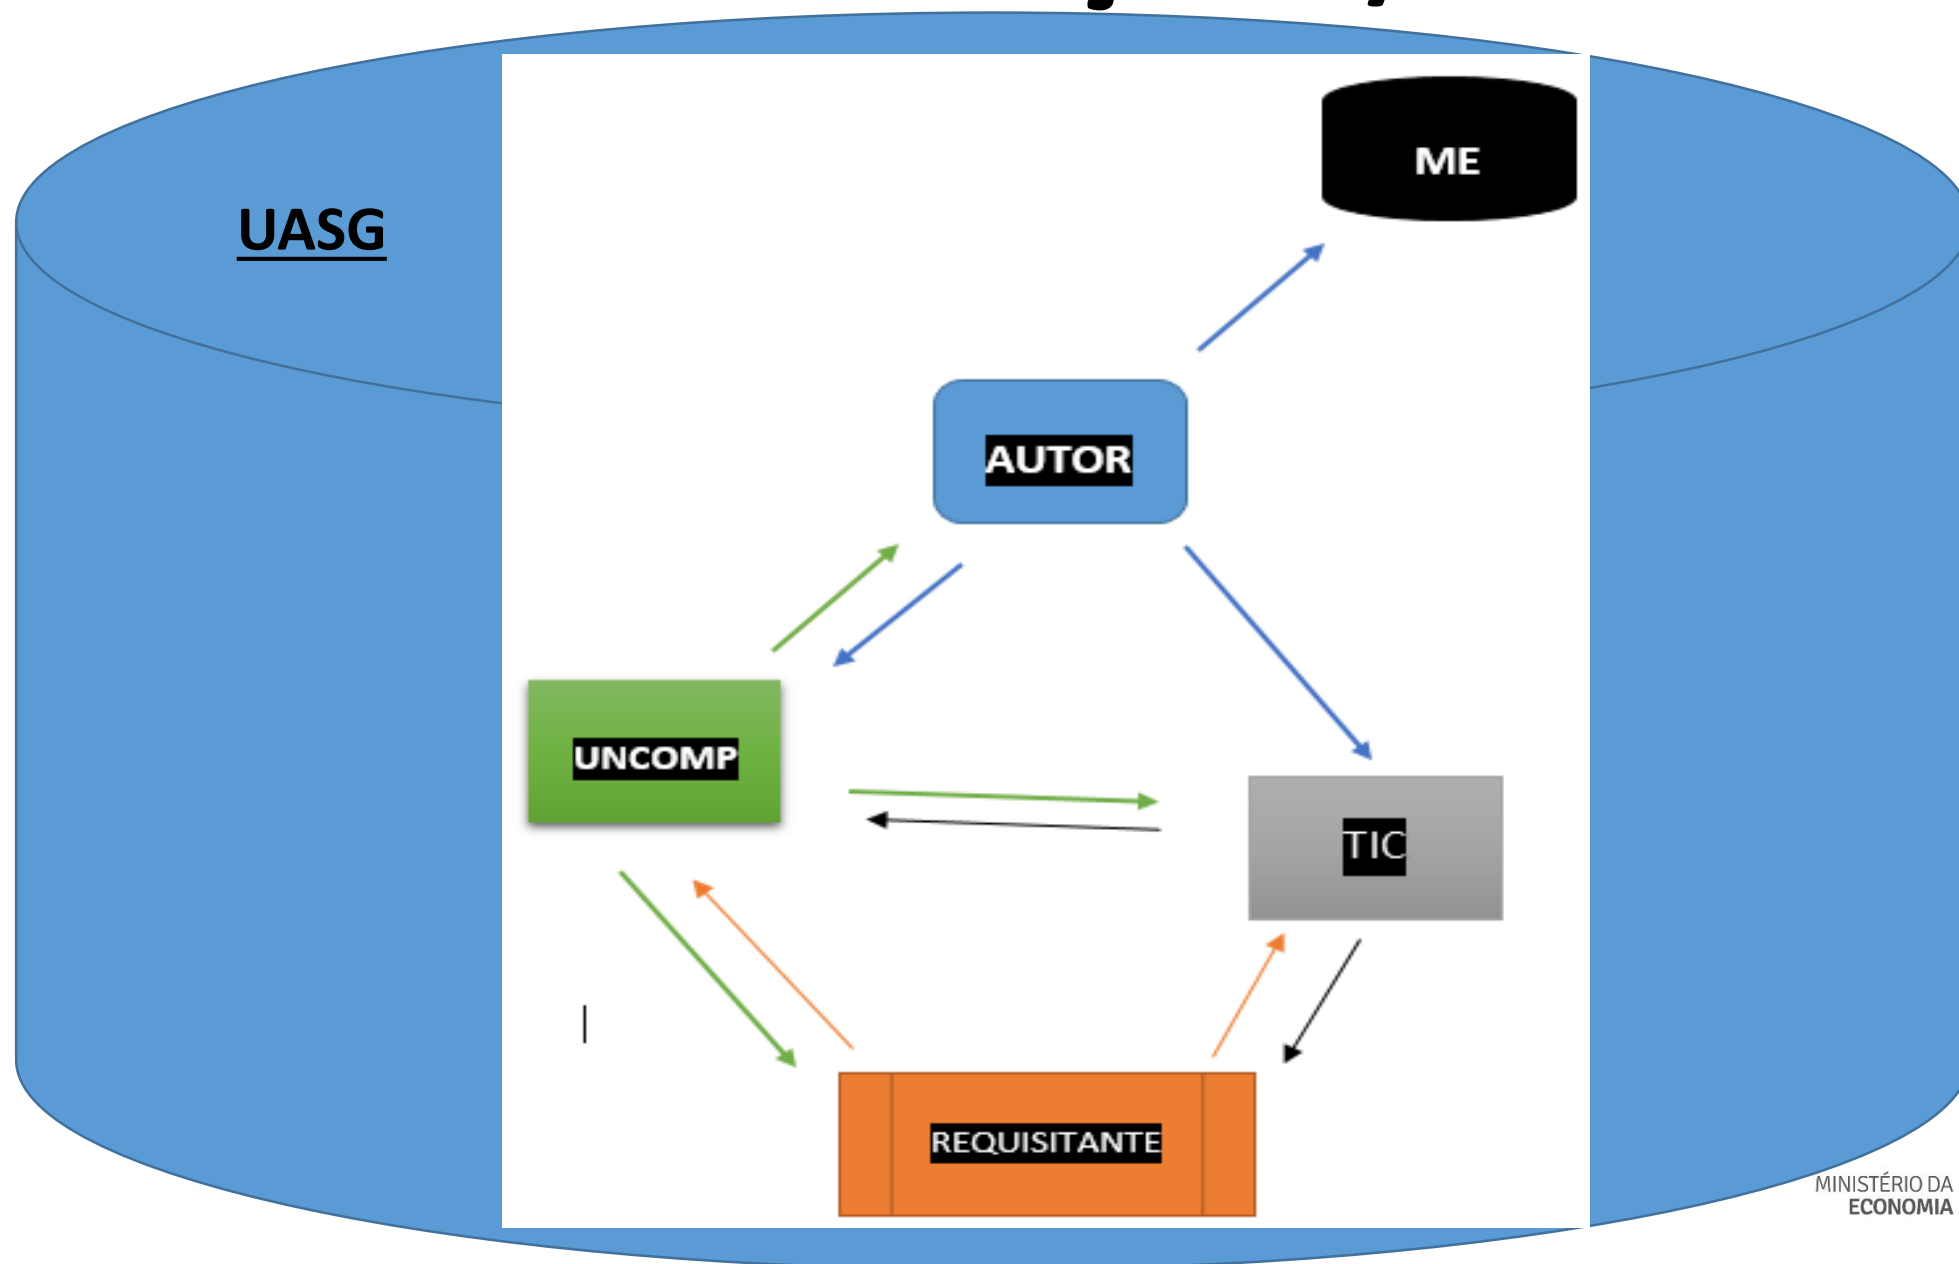 ME
UASG
AUTOR
UNCOMP
TIC
REQUISITANTE
MINISTÉRIO DA
ECONOMIA